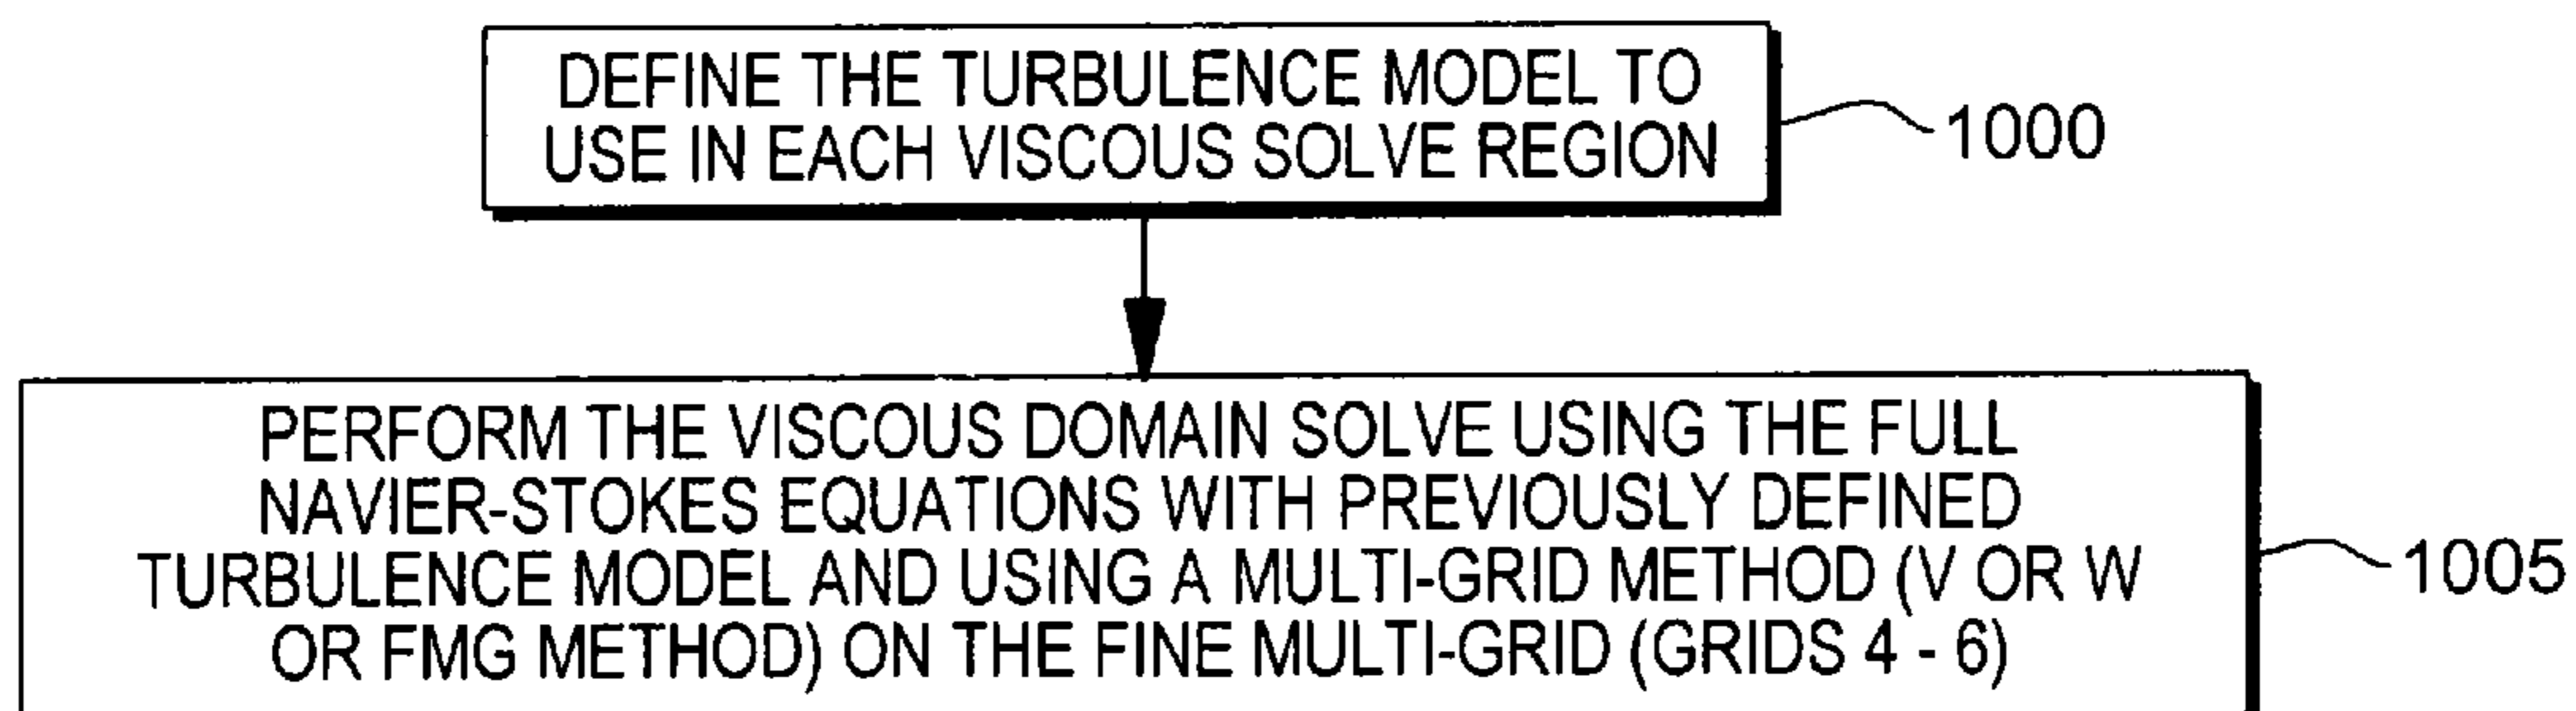 DEFINE THE TURBULENCE MODEL TO
USE IN EACH VISCOUS SOLVE REGION
1000
PERFORM THE VISCOUS DOMAIN SOLVE USING THE FULL
NAVIER-STOKES EQUATIONS WITH PREVIOUSLY DEFINED
TURBULENCE MODEL AND USING A MULTI-GRID METHOD (V OR W
OR FMG METHOD) ON THE FINE MULTI-GRID (GRIDS 4 - 6)
1005